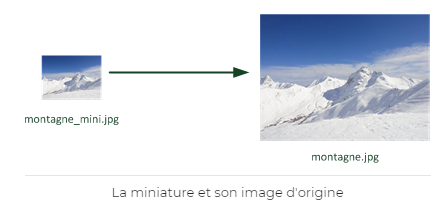 montagne_mini.jpg
montagne.jpg
La miniature et son image d'origine